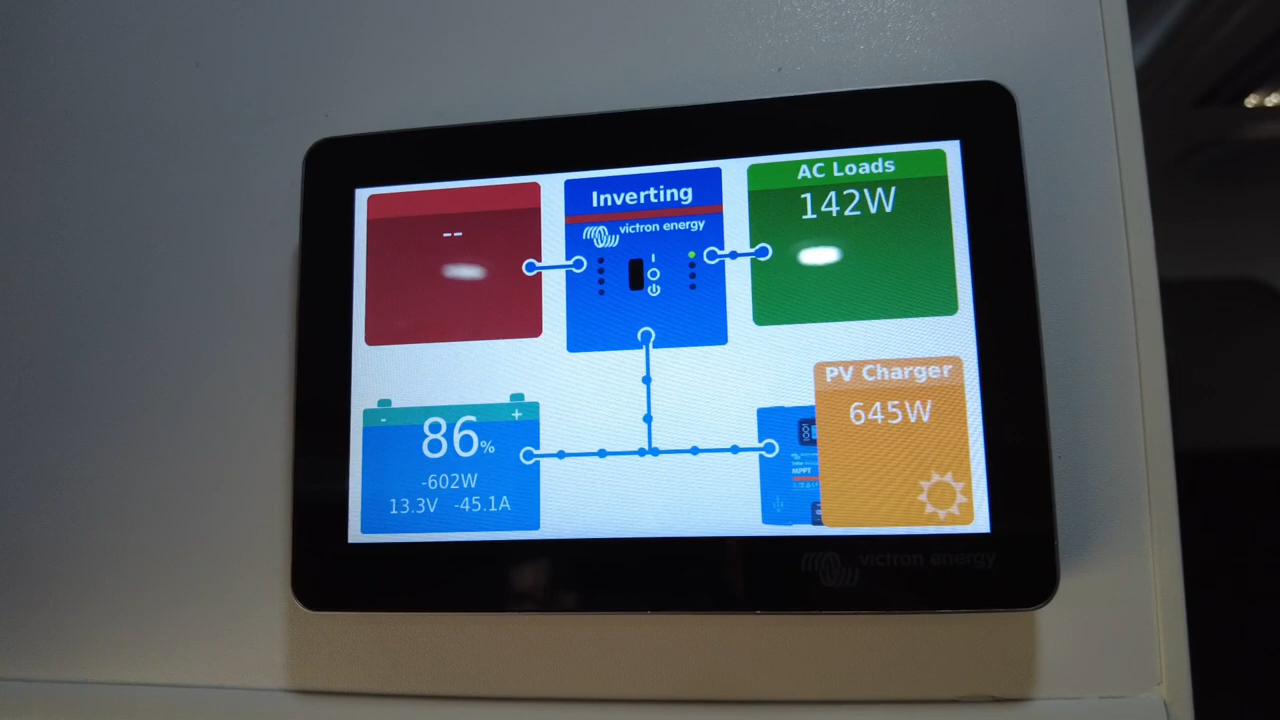 --
Inverting
victron energy
AC Loads
142W
- +
86%
-602W
13.3V -45.1A
MPPT
PV Charger
645W
victron energy